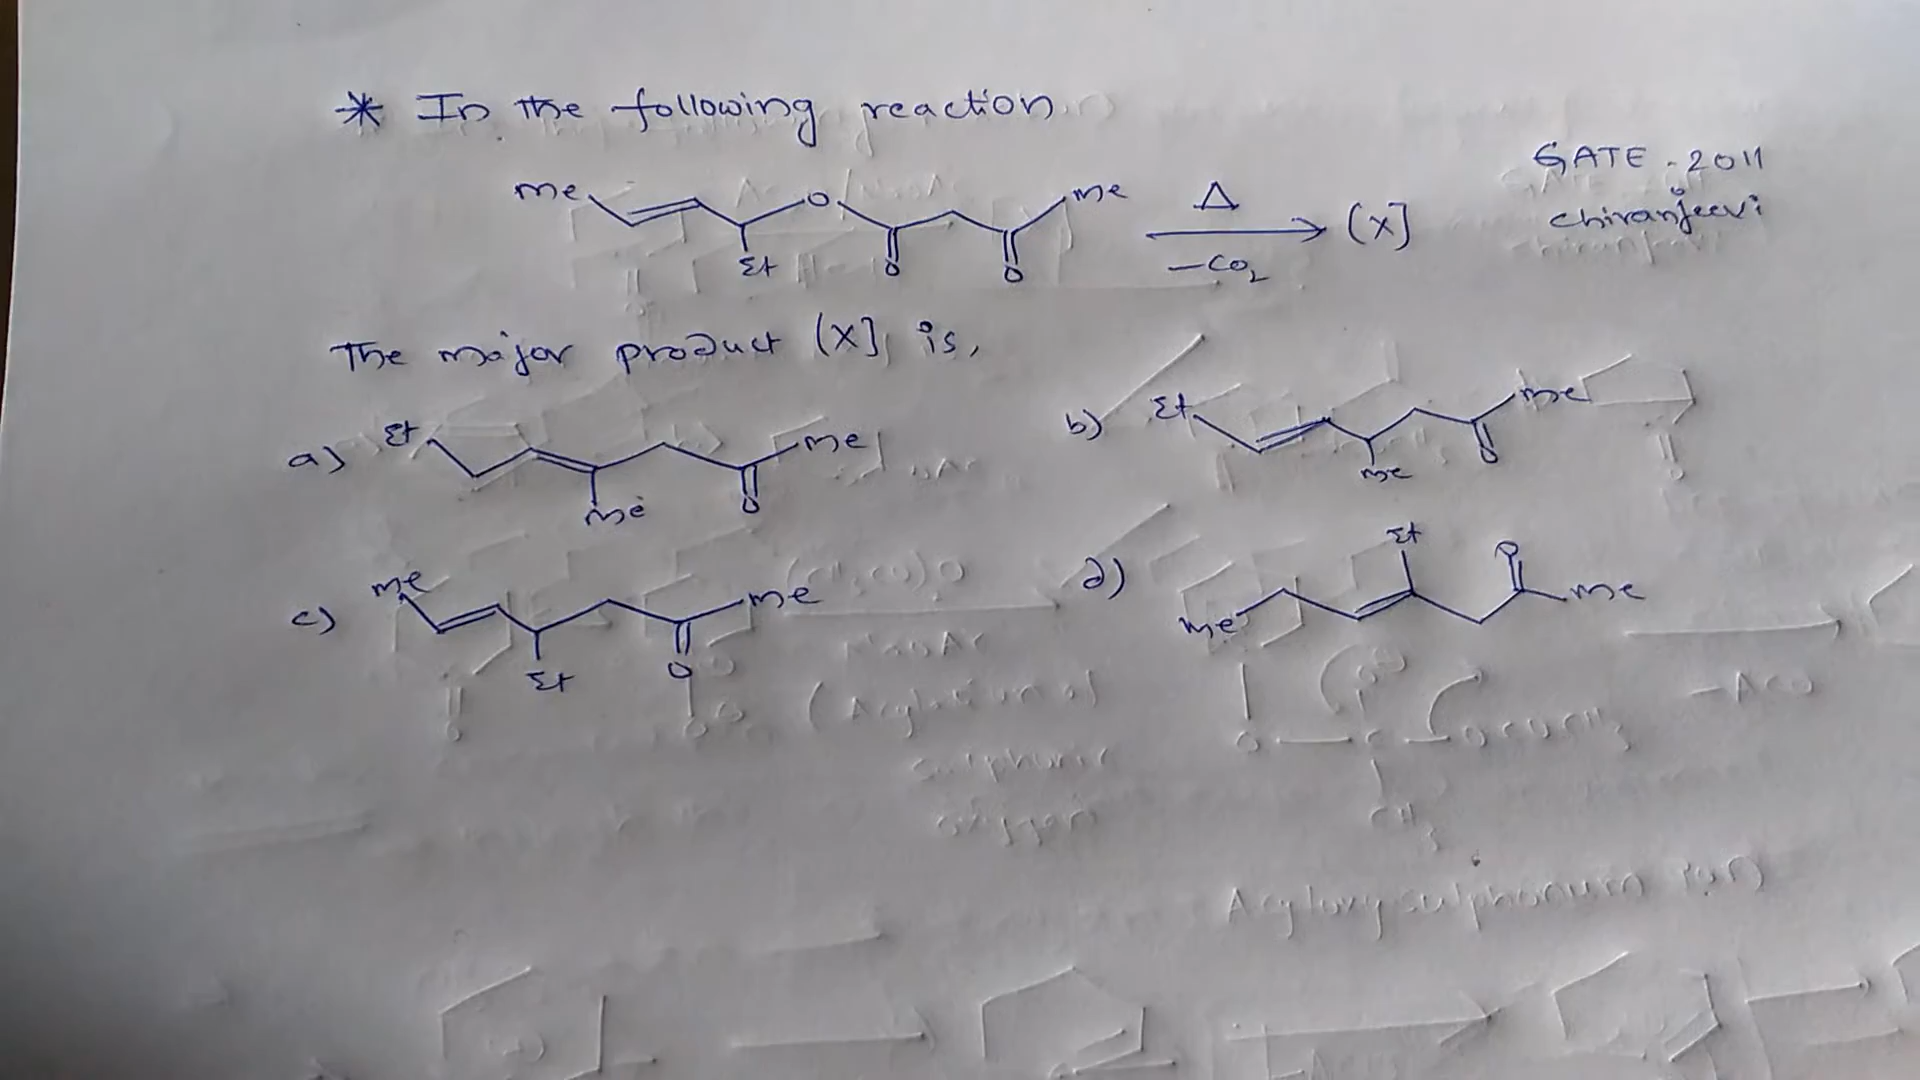 * In the following reaction
GATE-2011
chiranjeevi
me O me Δ (x]
Et O O -CO2
The major product (x] is,
a) Et me O me
b) Et me O me
c) me Et O me
d) me Et O me